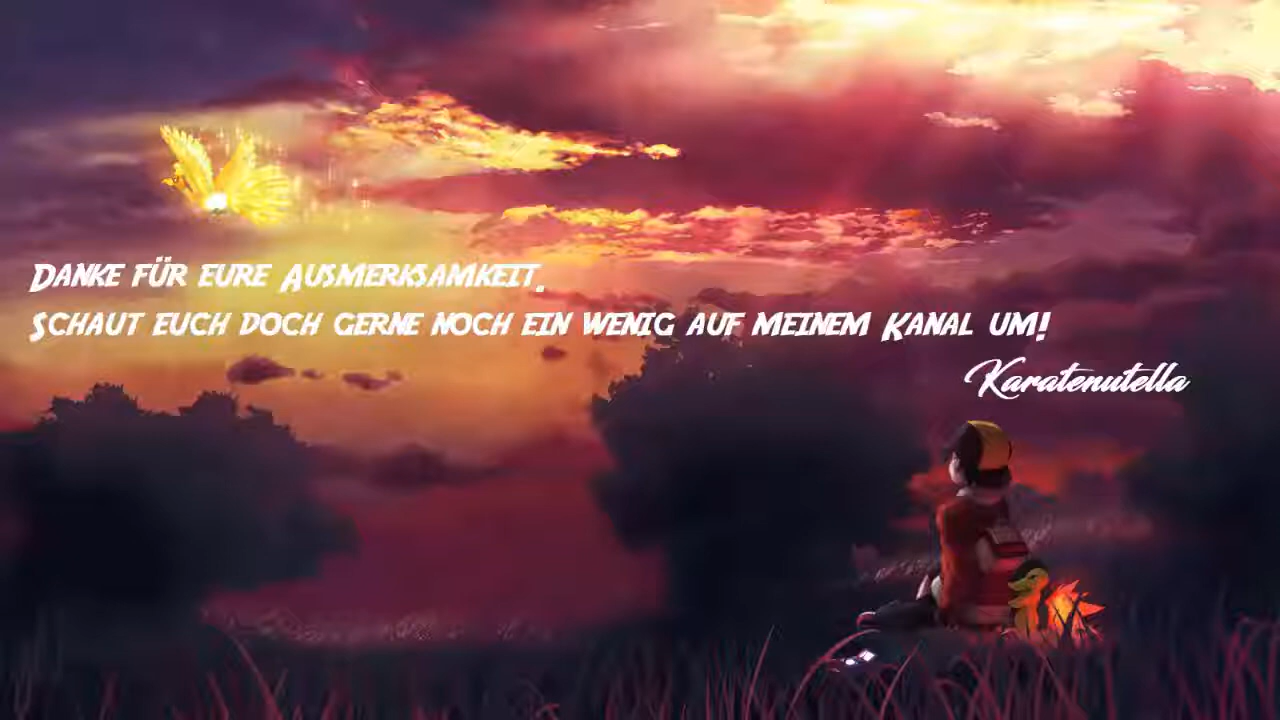 Danke für eure Ausmerksamkeit.
Schaut euch doch gerne noch ein wenig auf meinem Kanal um!
Karatenutella